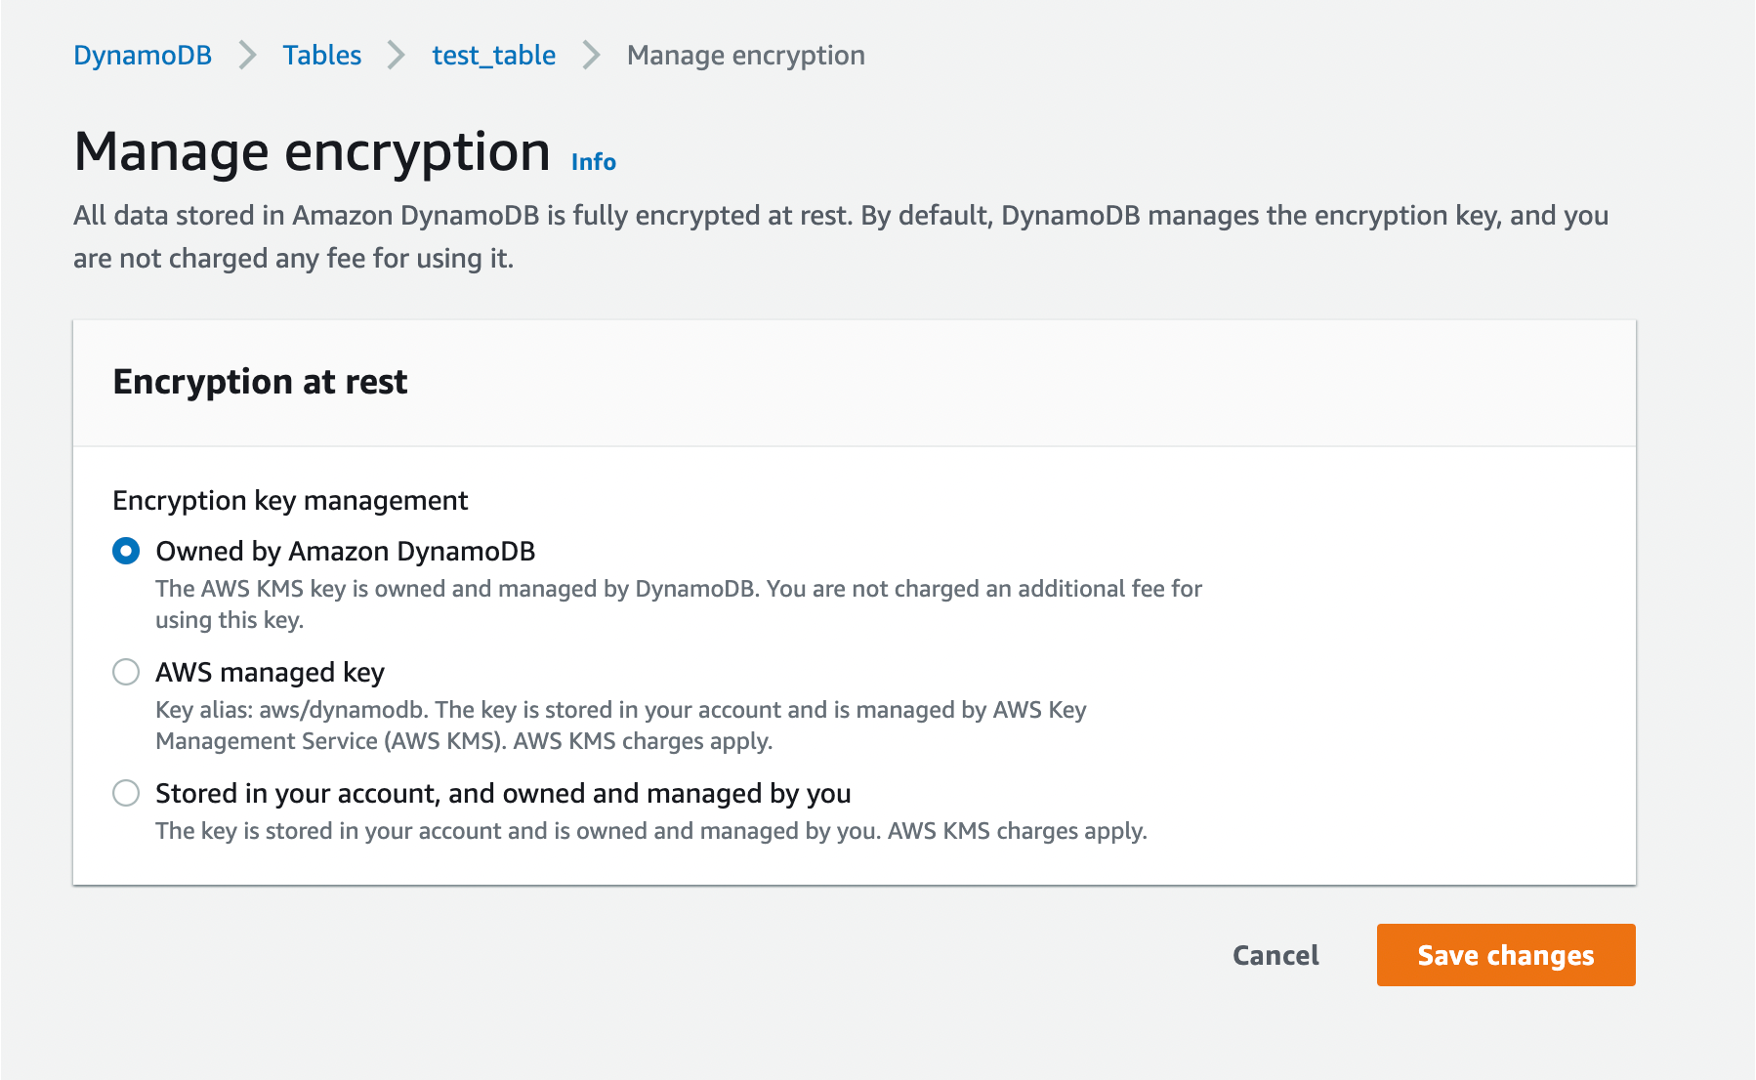 DynamoDB > Tables > test_table > Manage encryption
Manage encryption Info
All data stored in Amazon DynamoDB is fully encrypted at rest. By default, DynamoDB manages the encryption key, and you
are not charged any fee for using it.
Encryption at rest
Encryption key management
Owned by Amazon DynamoDB
The AWS KMS key is owned and managed by DynamoDB. You are not charged an additional fee for
using this key.
AWS managed key
Key alias: aws/dynamodb. The key is stored in your account and is managed by AWS Key
Management Service (AWS KMS). AWS KMS charges apply.
Stored in your account, and owned and managed by you
The key is stored in your account and is owned and managed by you. AWS KMS charges apply.
Cancel Save changes